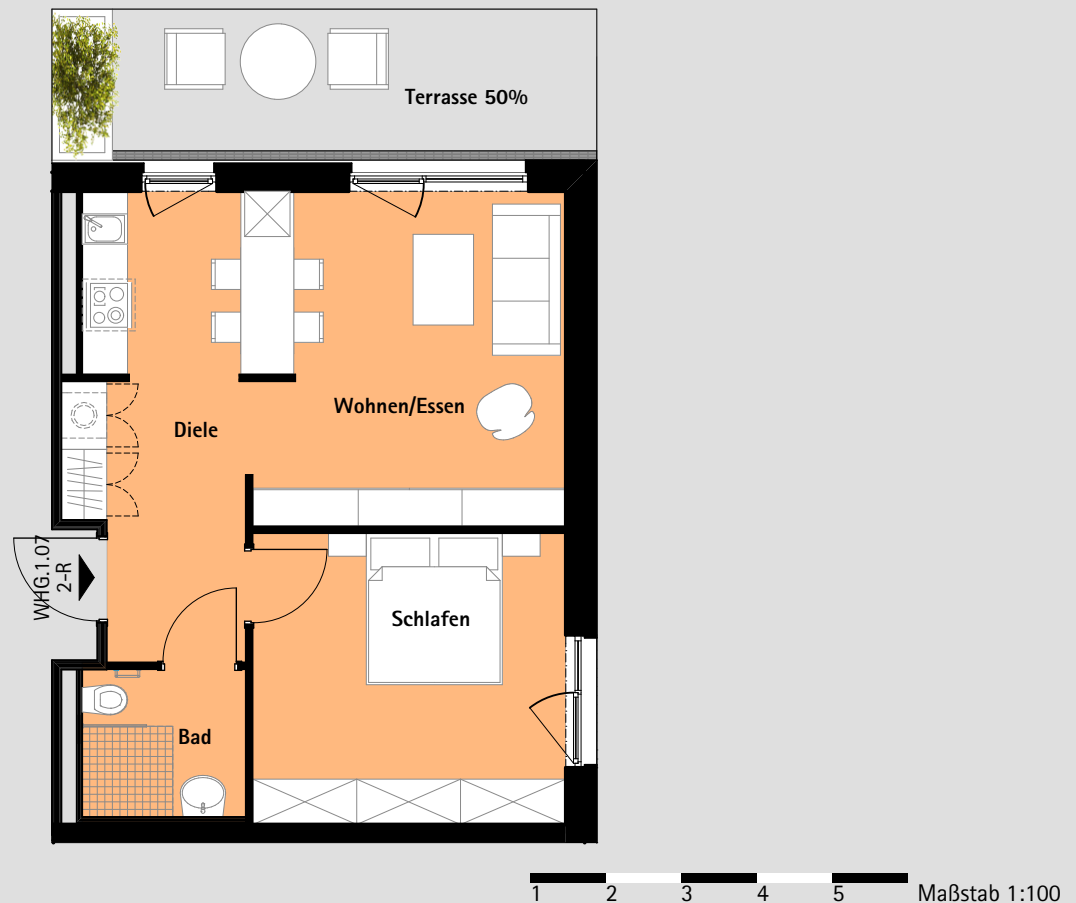 Terrasse 50%
Wohnen/Essen
Diele
WHG.1.07
2-R
Schlafen
Bad
1 2 3 4 5 Maßstab 1:100